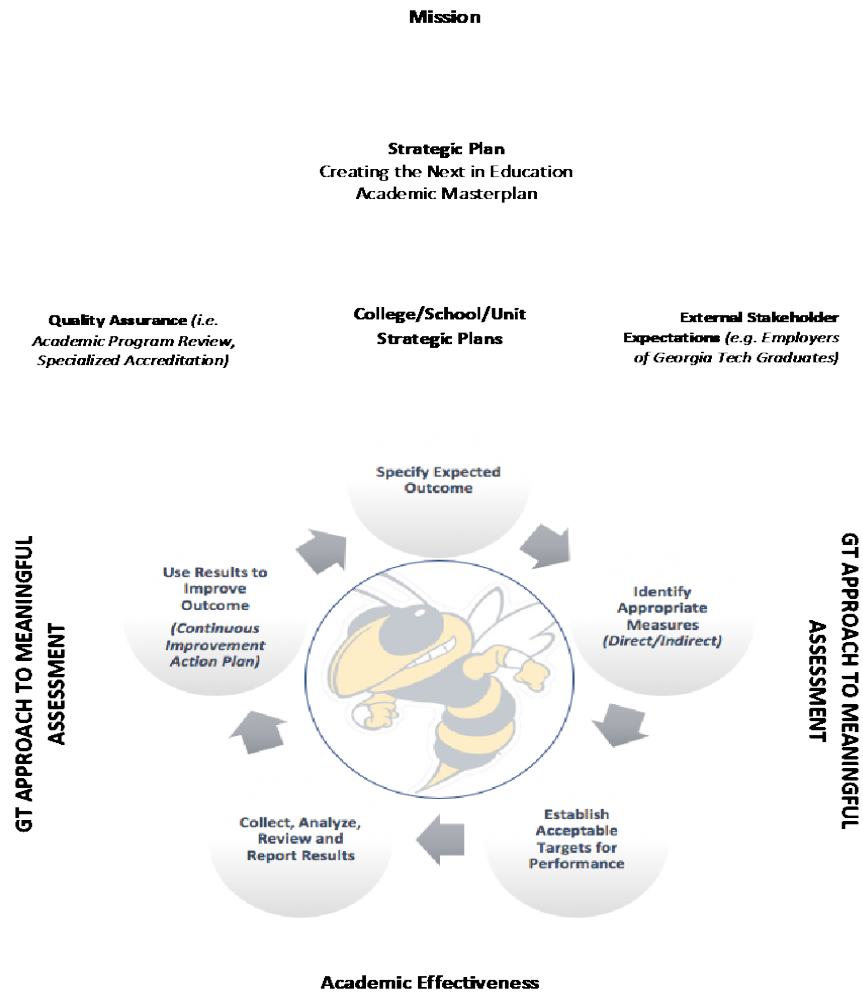 Mission
Strategic Plan
Creating the Next in Education
Academic Masterplan
Quality Assurance (i.e.
Academic Program Review,
Specialized Accreditation)
College/School/Unit
Strategic Plans
External Stakeholder
Expectations (e.g. Employers
of Georgia Tech Graduates)
Specify Expected
Outcome
Identify
Appropriate
Measures
(Direct/Indirect)
Establish
Acceptable
Targets for
Performance
Collect, Analyze,
Review and
Report Results
Use Results to
Improve
Outcome
(Continuous
Improvement
Action Plan)
GT APPROACH TO MEANINGFUL
ASSESSMENT
GT APPROACH TO MEANINGFUL
ASSESSMENT
Academic Effectiveness